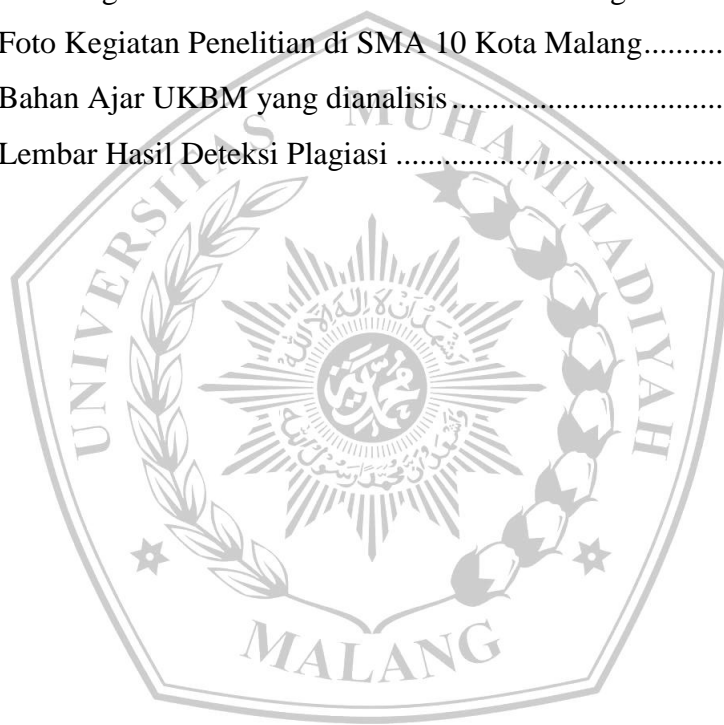 Foto Kegiatan Penelitian di SMA 10 Kota Malang..........
Bahan Ajar UKBM yang dianalisis.................................
Lembar Hasil Deteksi Plagiasi ........................................
UNIVERSITAS MUHAMMADIYAH
MALANG